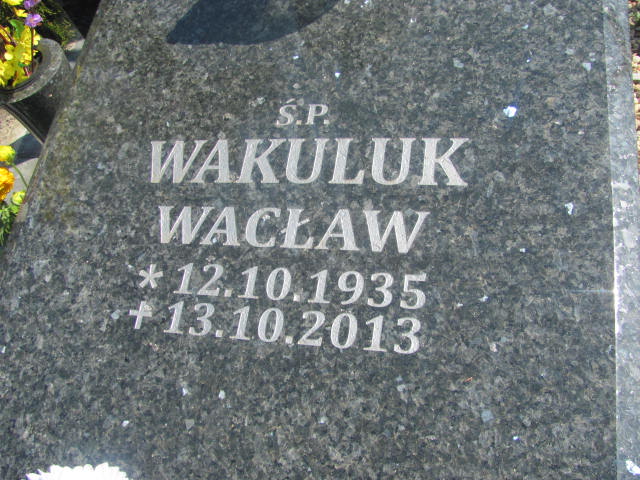 Ś.P.
WAKULUK
WACŁAW
* 12.10.1935
✝ 13.10.2013